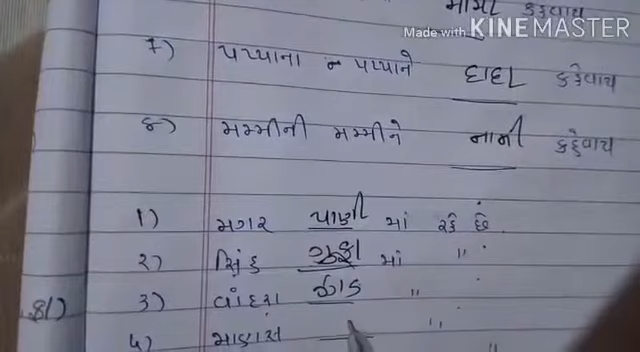 મામી કહેવાય
Made with KINEMASTER
7) પપ્પાના પપ્પાને દાદા કહેવાય
8) મમ્મીની મમ્મીને નાની કહેવાય
1) મગર પાણી માં રહે છે.
2) સિંહ ગુફા માં " .
3) વાંદરા ઝાડ " .
4) માણસ "
"